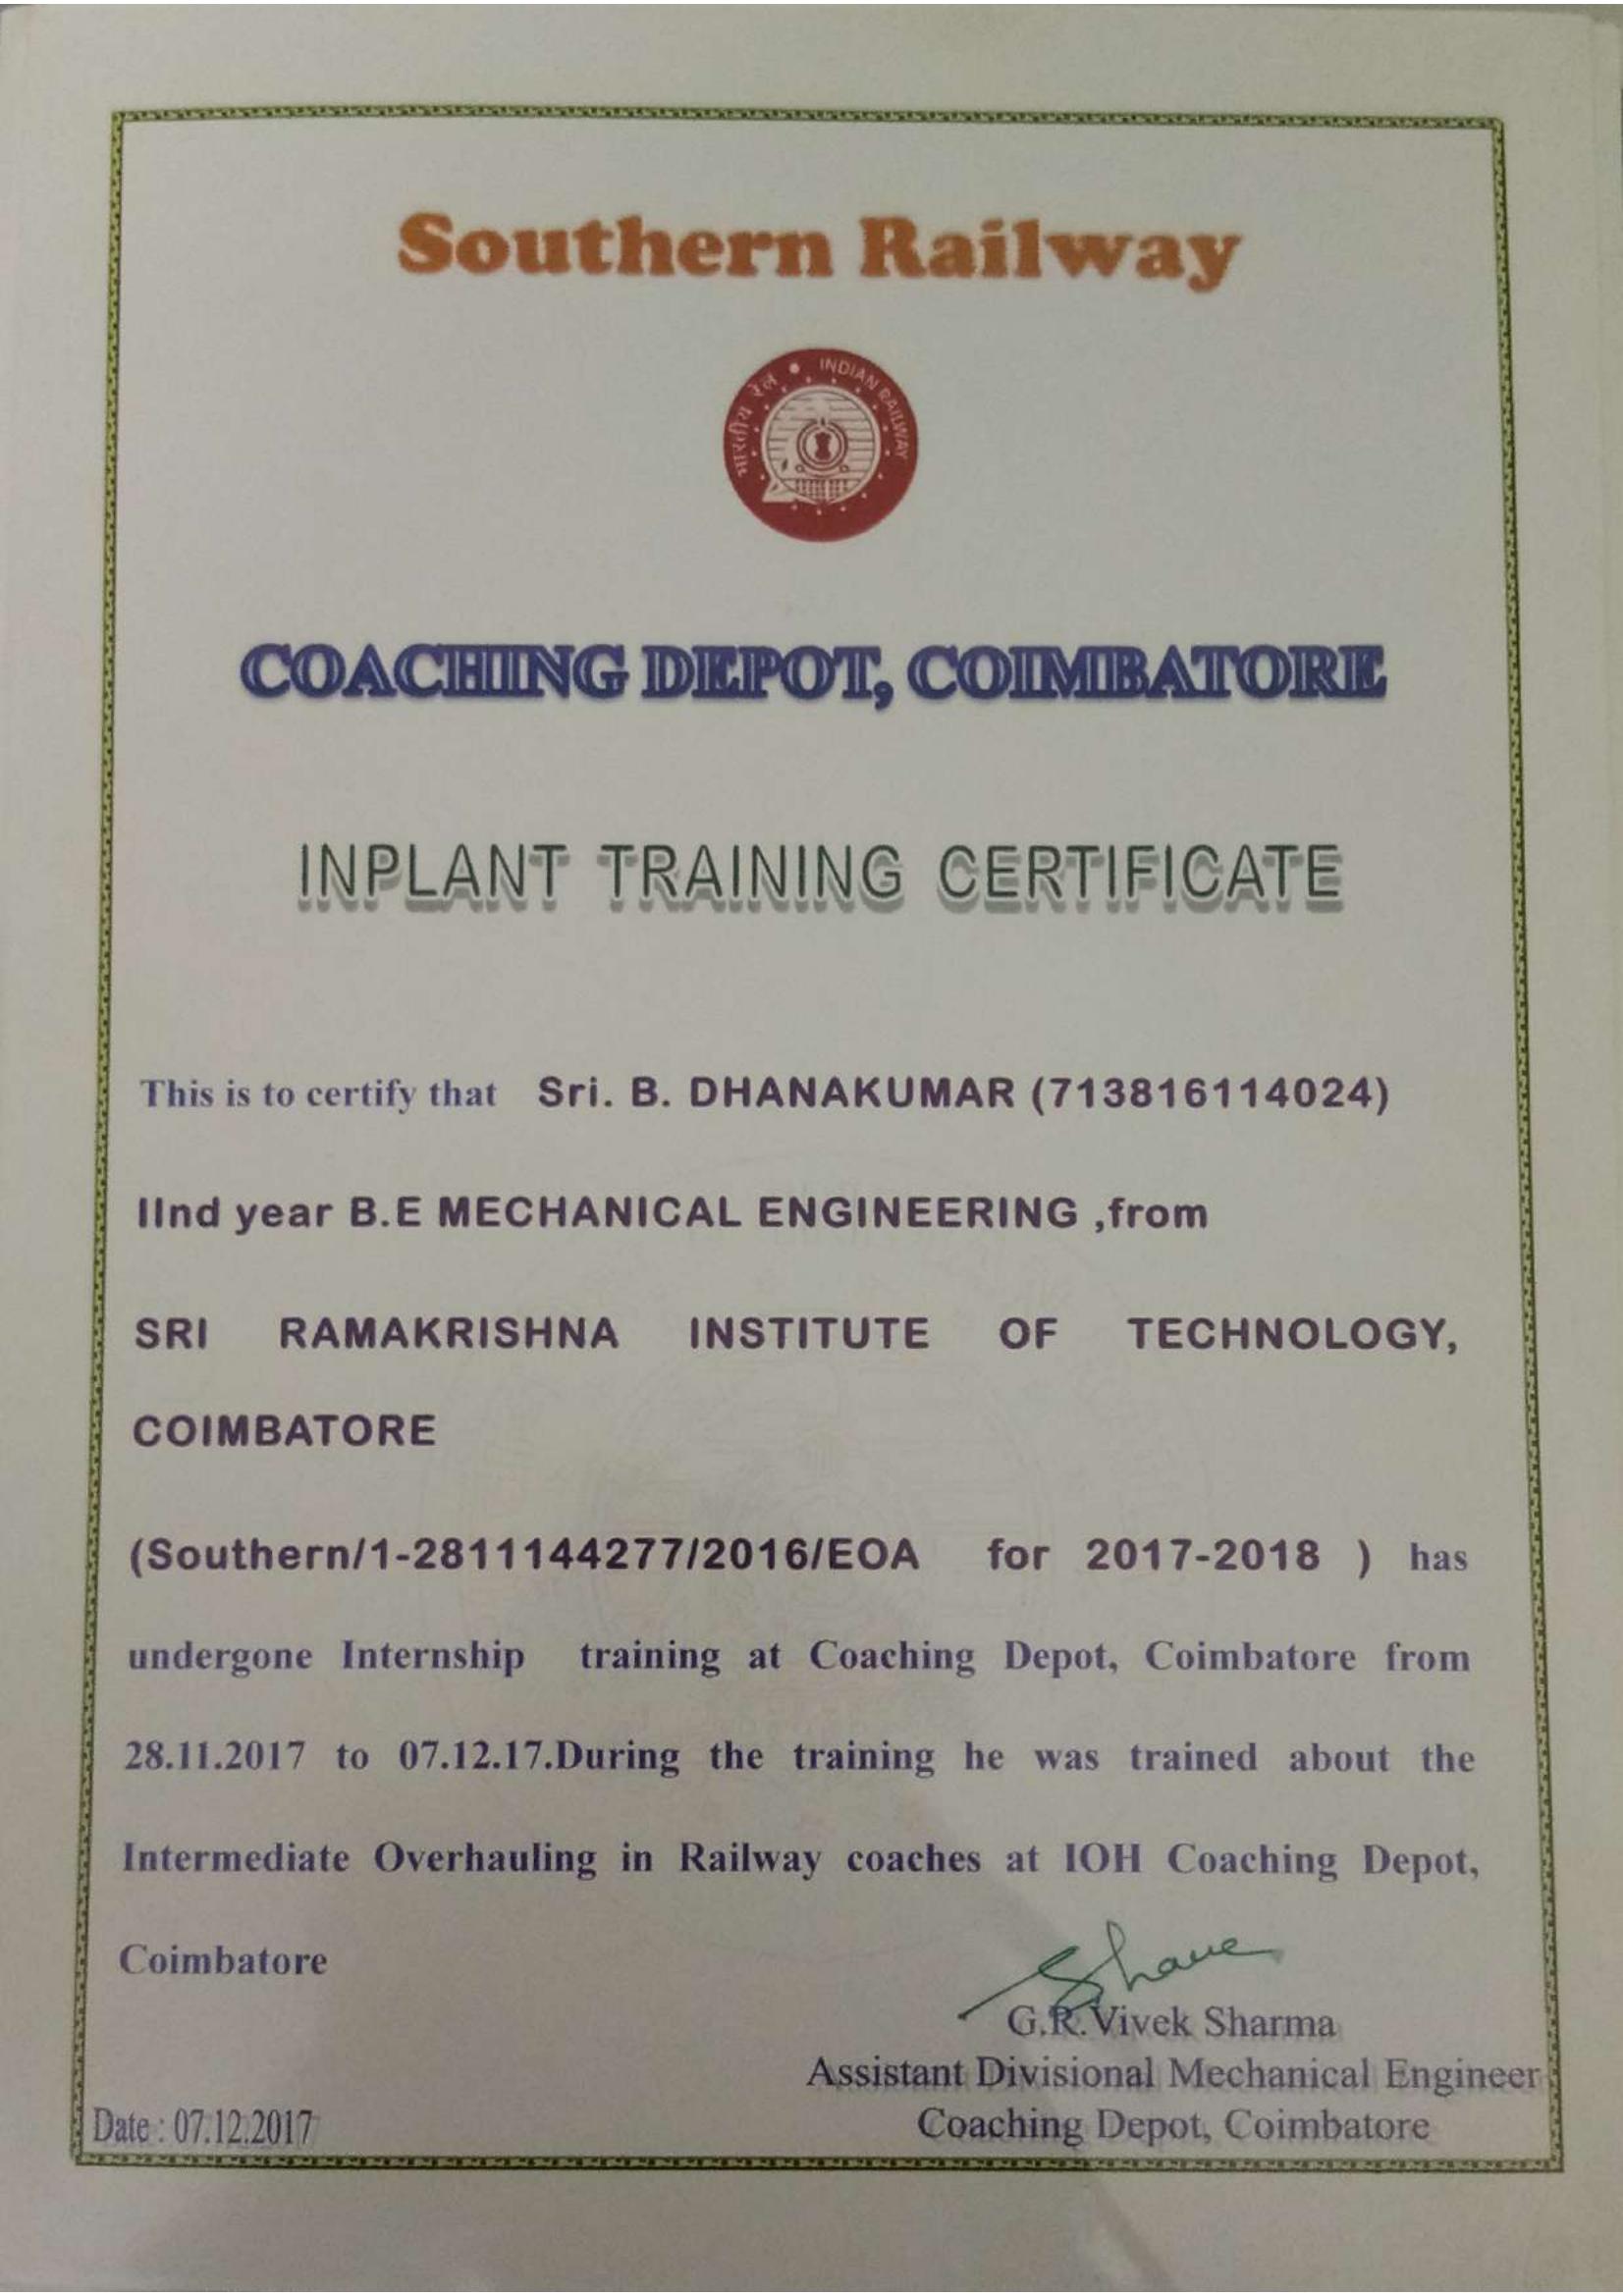 Southern Railway
भारतीय रेल • INDIAN RAILWAY
COACHING DEPOT, COIMBATORE
INPLANT TRAINING CERTIFICATE
This is to certify that Sri. B. DHANAKUMAR (713816114024)
IInd year B.E MECHANICAL ENGINEERING ,from
SRI RAMAKRISHNA INSTITUTE OF TECHNOLOGY,
COIMBATORE
(Southern/1-2811144277/2016/EOA for 2017-2018 ) has
undergone Internship training at Coaching Depot, Coimbatore from
28.11.2017 to 07.12.17.During the training he was trained about the
Intermediate Overhauling in Railway coaches at IOH Coaching Depot,
Coimbatore
G.R.Vivek Sharma
Assistant Divisional Mechanical Engineer
Date : 07.12.2017 Coaching Depot, Coimbatore